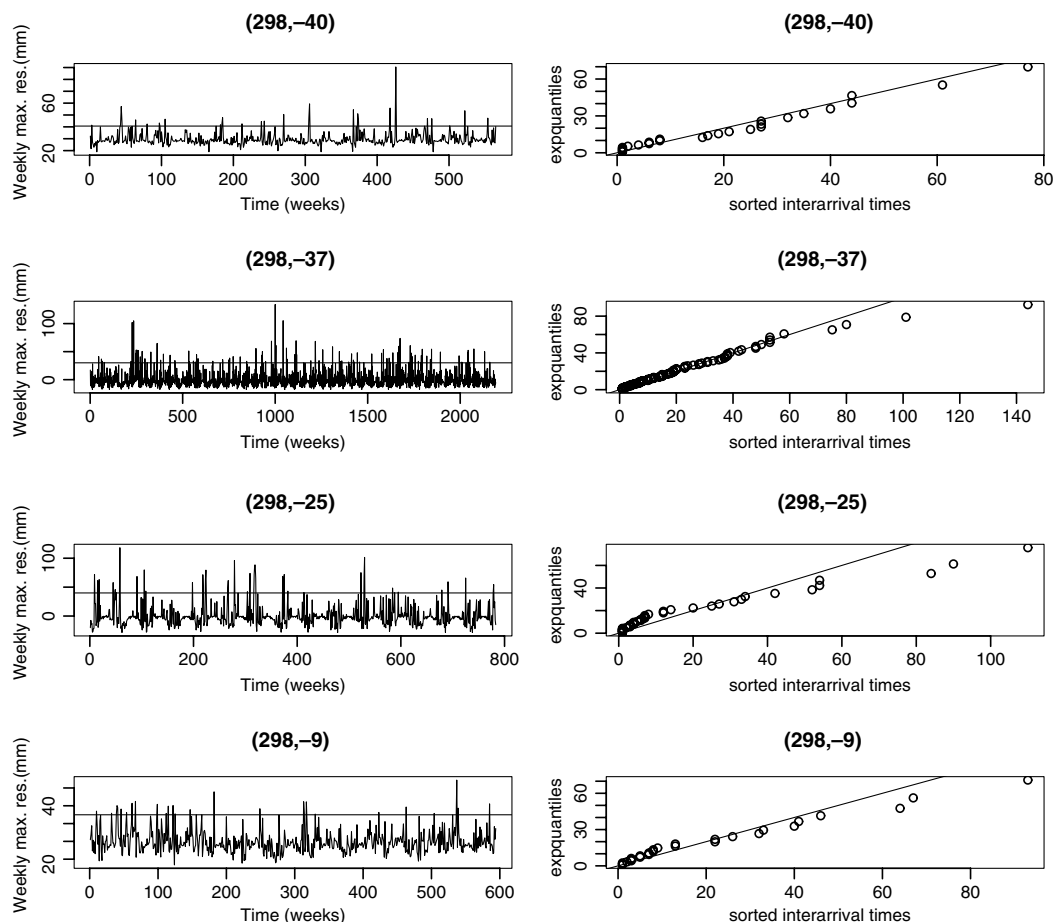 (298,–40)
Weekly max. res.(mm)
20 60
0 100 200 300 400 500
Time (weeks)
(298,–40)
expquantiles
0 30 60
0 20 40 60 80
sorted interarrival times
(298,–37)
Weekly max. res.(mm)
0 100
0 500 1000 1500 2000
Time (weeks)
(298,–37)
expquantiles
0 40 80
0 20 40 60 80 100 120 140
sorted interarrival times
(298,–25)
Weekly max. res.(mm)
0 100
0 200 400 600 800
Time (weeks)
(298,–25)
expquantiles
0 40
0 20 40 60 80 100
sorted interarrival times
(298,–9)
Weekly max. res.(mm)
20 40
0 100 200 300 400 500 600
Time (weeks)
(298,–9)
expquantiles
0 30 60
0 20 40 60 80
sorted interarrival times